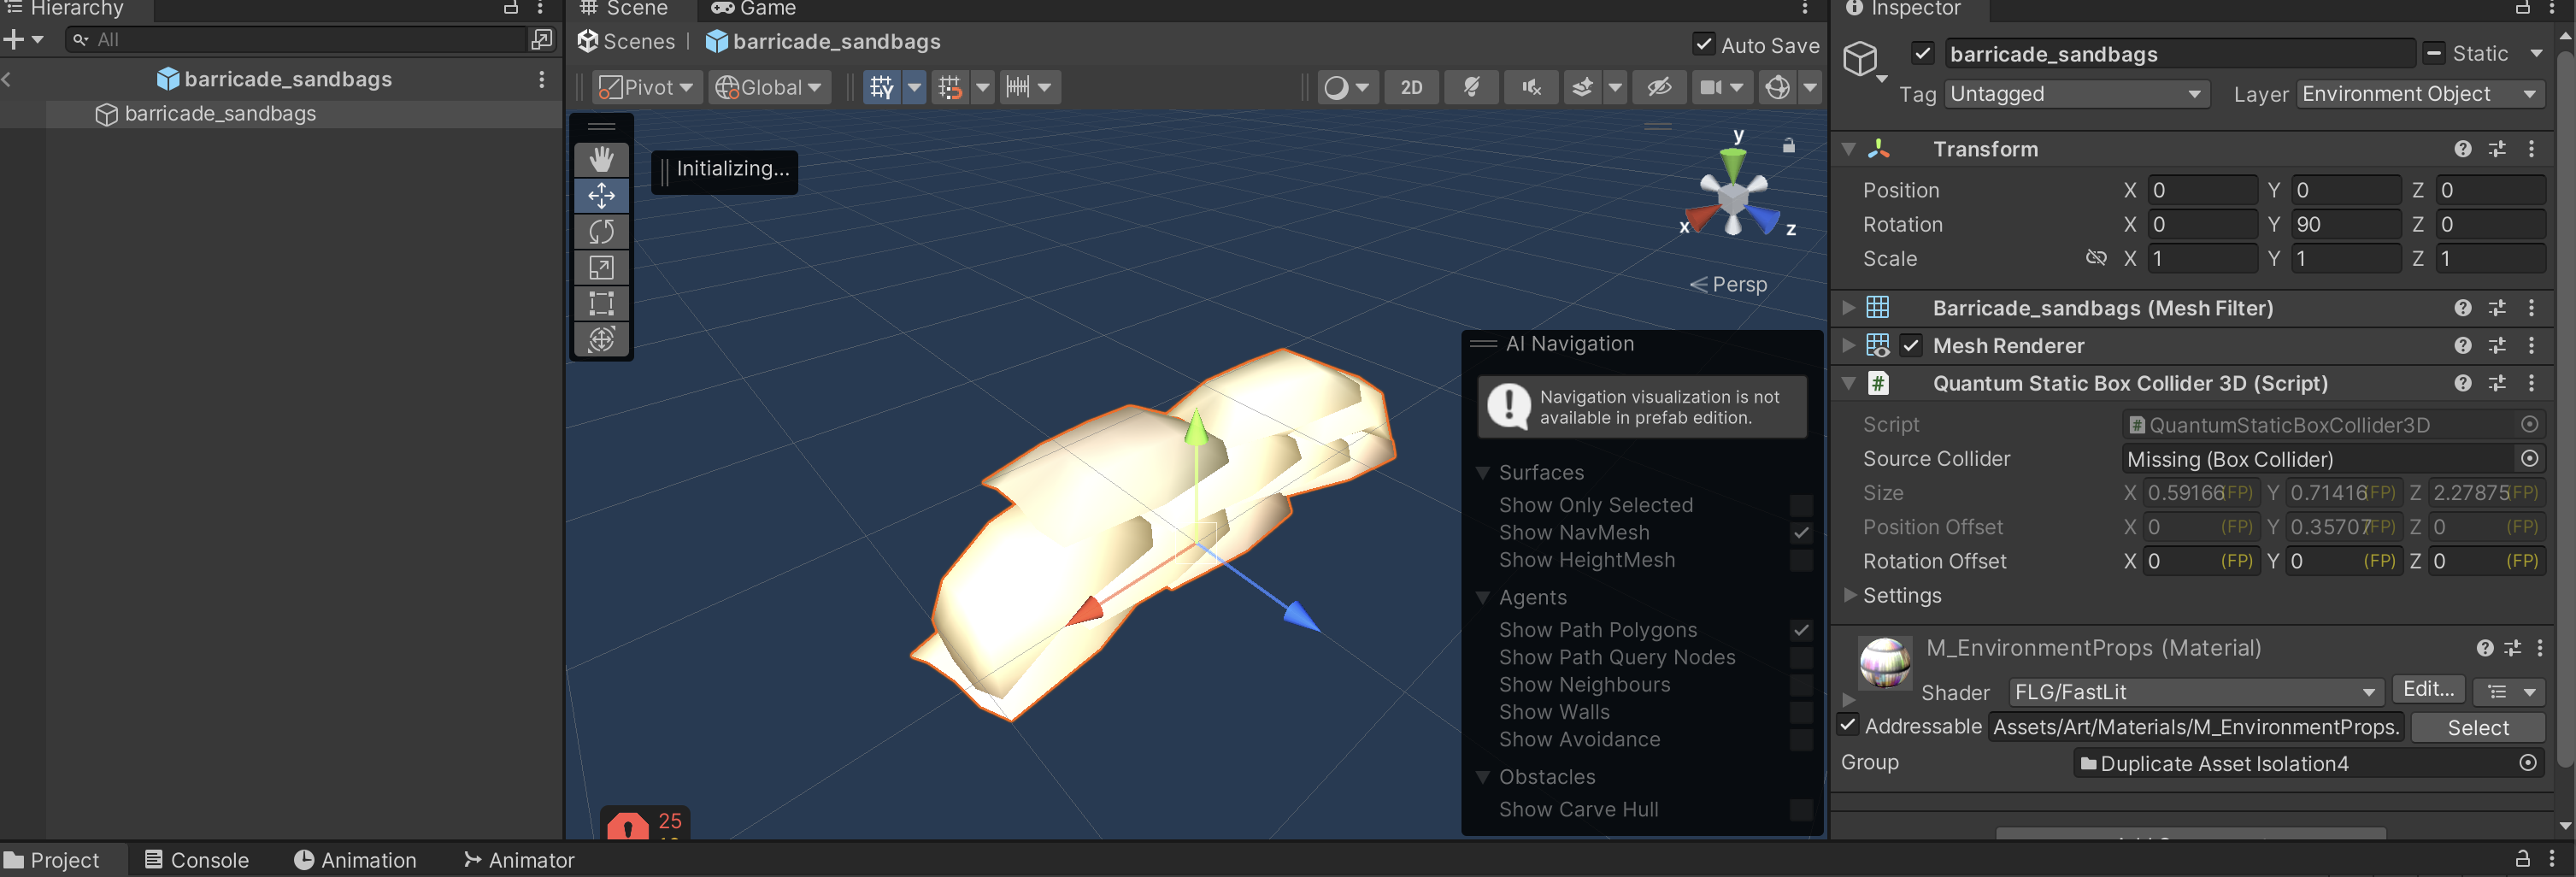 Hierarchy
All
barricade_sandbags
barricade_sandbags
Scene
Game
Scenes | barricade_sandbags
Auto Save
Pivot
Global
2D
Initializing...
y
x
z
Persp
AI Navigation
Navigation visualization is not
available in prefab edition.
Surfaces
Show Only Selected
Show NavMesh
Show HeightMesh
Agents
Show Path Polygons
Show Path Query Nodes
Show Neighbours
Show Walls
Show Avoidance
Obstacles
Show Carve Hull
25
Inspector
barricade_sandbags Static
Tag Untagged Layer Environment Object
Transform
Position X 0 Y 0 Z 0
Rotation X 0 Y 90 Z 0
Scale X 1 Y 1 Z 1
Barricade_sandbags (Mesh Filter)
Mesh Renderer
Quantum Static Box Collider 3D (Script)
Script QuantumStaticBoxCollider3D
Source Collider Missing (Box Collider)
Size X 0.59166 (FP) Y 0.71416 (FP) Z 2.27875 (FP)
Position Offset X 0 (FP) Y 0.35707 (FP) Z 0 (FP)
Rotation Offset X 0 (FP) Y 0 (FP) Z 0 (FP)
Settings
M_EnvironmentProps (Material)
Shader FLG/FastLit Edit...
Addressable Assets/Art/Materials/M_EnvironmentProps. Select
Group Duplicate Asset Isolation4
Project
Console
Animation
Animator